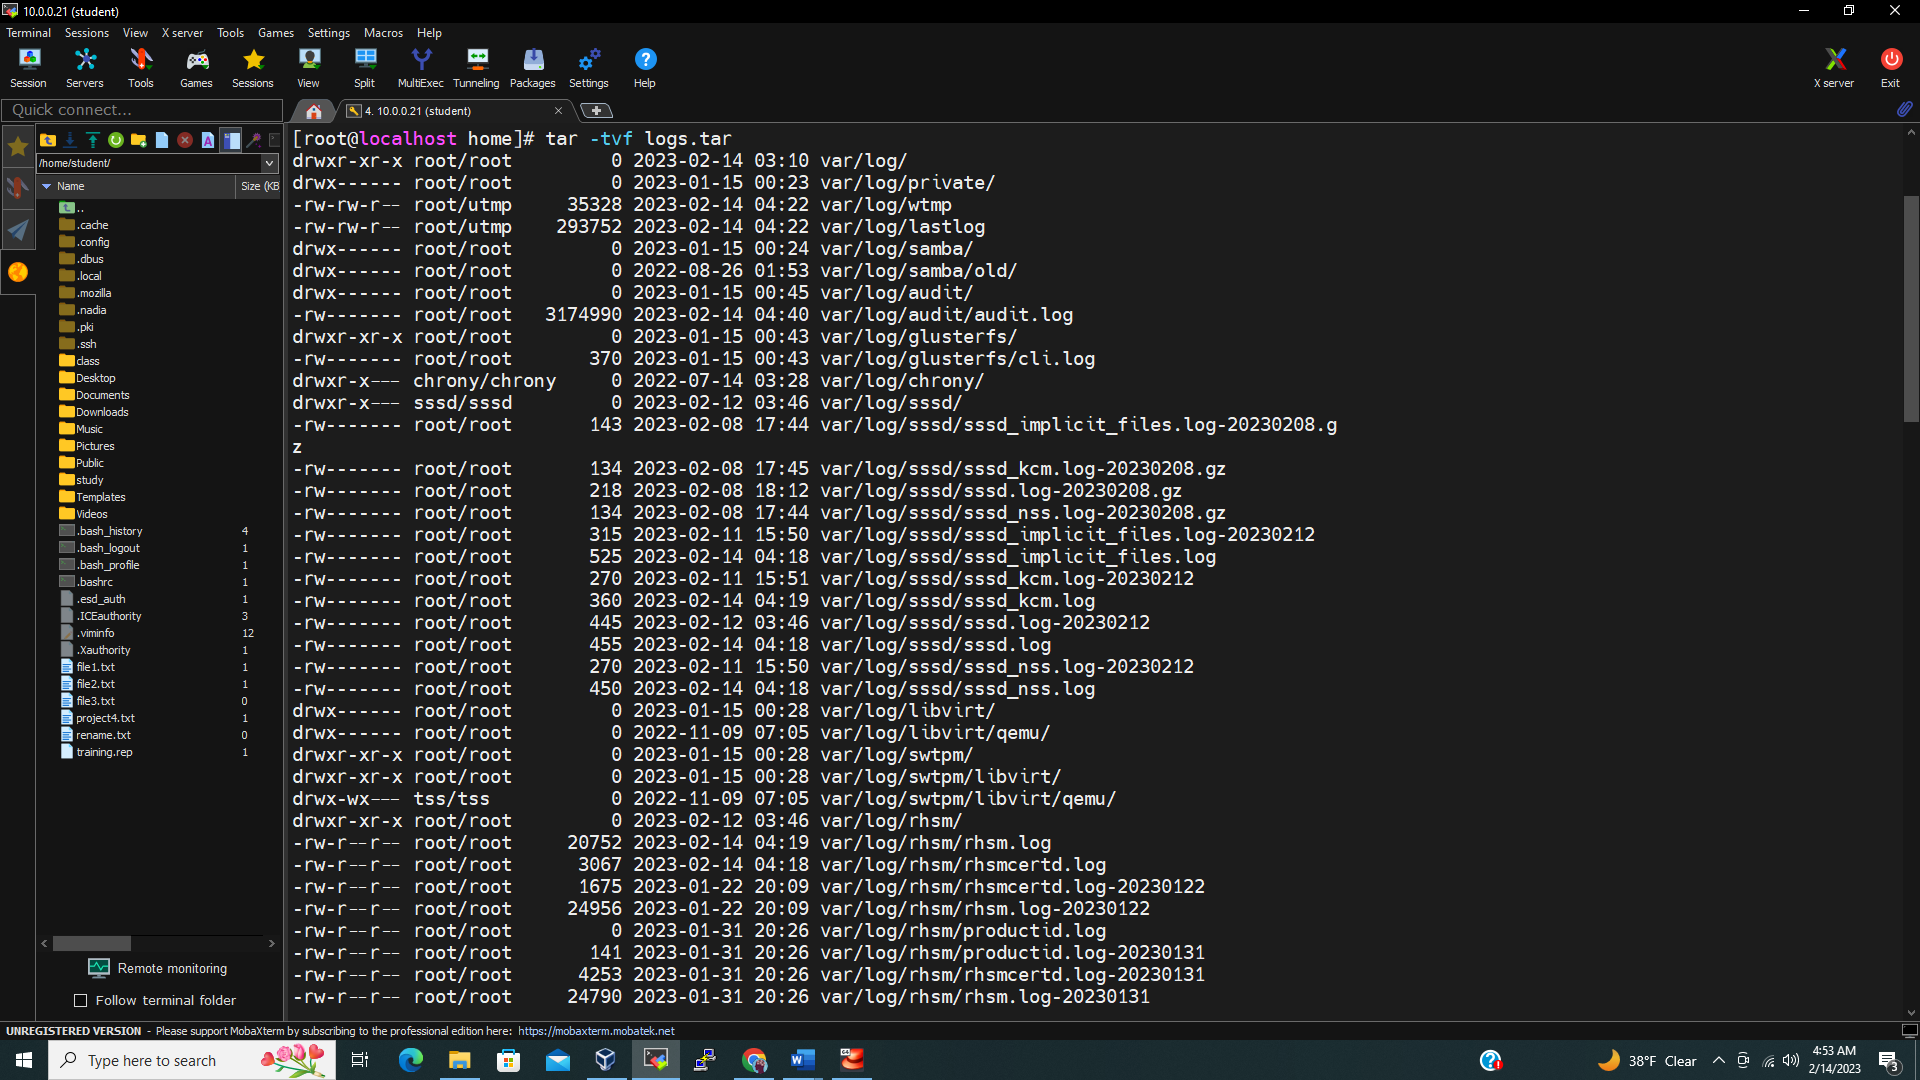 10.0.0.21 (student)
Terminal Sessions View X server Tools Games Settings Macros Help
Session Servers Tools Games Sessions View Split MultiExec Tunneling Packages Settings Help X server Exit
Quick connect...
4. 10.0.0.21 (student)
/home/student/
Name Size (KB
..
.cache
.config
.dbus
.local
.mozilla
.nadia
.pki
.ssh
class
Desktop
Documents
Downloads
Music
Pictures
Public
study
Templates
Videos
.bash_history 4
.bash_logout 1
.bash_profile 1
.bashrc 1
.esd_auth 1
.ICEauthority 3
.viminfo 12
.Xauthority 1
file1.txt 1
file2.txt 1
file3.txt 0
project4.txt 1
rename.txt 0
training.rep 1
Remote monitoring
Follow terminal folder
[root@localhost home]# tar -tvf logs.tar
drwxr-xr-x root/root 0 2023-02-14 03:10 var/log/
drwx------ root/root 0 2023-01-15 00:23 var/log/private/
-rw-rw-r-- root/utmp 35328 2023-02-14 04:22 var/log/wtmp
-rw-rw-r-- root/utmp 293752 2023-02-14 04:22 var/log/lastlog
drwx------ root/root 0 2023-01-15 00:24 var/log/samba/
drwx------ root/root 0 2022-08-26 01:53 var/log/samba/old/
drwx------ root/root 0 2023-01-15 00:45 var/log/audit/
-rw------- root/root 3174990 2023-02-14 04:40 var/log/audit/audit.log
drwxr-xr-x root/root 0 2023-01-15 00:43 var/log/glusterfs/
-rw------- root/root 370 2023-01-15 00:43 var/log/glusterfs/cli.log
drwxr-x--- chrony/chrony 0 2022-07-14 03:28 var/log/chrony/
drwxr-x--- sssd/sssd 0 2023-02-12 03:46 var/log/sssd/
-rw------- root/root 143 2023-02-08 17:44 var/log/sssd/sssd_implicit_files.log-20230208.g
z
-rw------- root/root 134 2023-02-08 17:45 var/log/sssd/sssd_kcm.log-20230208.gz
-rw------- root/root 218 2023-02-08 18:12 var/log/sssd/sssd.log-20230208.gz
-rw------- root/root 134 2023-02-08 17:44 var/log/sssd/sssd_nss.log-20230208.gz
-rw------- root/root 315 2023-02-11 15:50 var/log/sssd/sssd_implicit_files.log-20230212
-rw------- root/root 525 2023-02-14 04:18 var/log/sssd/sssd_implicit_files.log
-rw------- root/root 270 2023-02-11 15:51 var/log/sssd/sssd_kcm.log-20230212
-rw------- root/root 360 2023-02-14 04:19 var/log/sssd/sssd_kcm.log
-rw------- root/root 445 2023-02-12 03:46 var/log/sssd/sssd.log-20230212
-rw------- root/root 455 2023-02-14 04:18 var/log/sssd/sssd.log
-rw------- root/root 270 2023-02-11 15:50 var/log/sssd/sssd_nss.log-20230212
-rw------- root/root 450 2023-02-14 04:18 var/log/sssd/sssd_nss.log
drwx------ root/root 0 2023-01-15 00:28 var/log/libvirt/
drwx------ root/root 0 2022-11-09 07:05 var/log/libvirt/qemu/
drwxr-xr-x root/root 0 2023-01-15 00:28 var/log/swtpm/
drwxr-xr-x root/root 0 2023-01-15 00:28 var/log/swtpm/libvirt/
drwx-wx--- tss/tss 0 2022-11-09 07:05 var/log/swtpm/libvirt/qemu/
drwxr-xr-x root/root 0 2023-02-12 03:46 var/log/rhsm/
-rw-r--r-- root/root 20752 2023-02-14 04:19 var/log/rhsm/rhsm.log
-rw-r--r-- root/root 3067 2023-02-14 04:18 var/log/rhsm/rhsmcertd.log
-rw-r--r-- root/root 1675 2023-01-22 20:09 var/log/rhsm/rhsmcertd.log-20230122
-rw-r--r-- root/root 24956 2023-01-22 20:09 var/log/rhsm/rhsm.log-20230122
-rw-r--r-- root/root 0 2023-01-31 20:26 var/log/rhsm/productid.log
-rw-r--r-- root/root 141 2023-01-31 20:26 var/log/rhsm/productid.log-20230131
-rw-r--r-- root/root 4253 2023-01-31 20:26 var/log/rhsm/rhsmcertd.log-20230131
-rw-r--r-- root/root 24790 2023-01-31 20:26 var/log/rhsm/rhsm.log-20230131
UNREGISTERED VERSION - Please support MobaXterm by subscribing to the professional edition here: https://mobaxterm.mobatek.net
Type here to search
38°F Clear
4:53 AM
2/14/2023
3